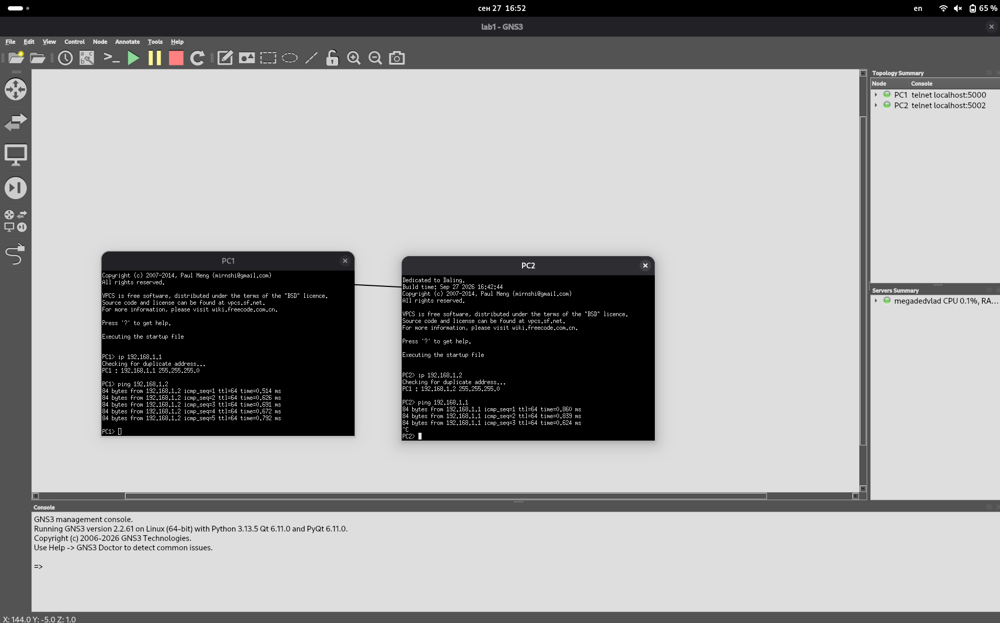 сен 27 16:52
en
65 %
lab1 - GNS3
File Edit View Control Node Annotate Tools Help
Topology Summary
Node Console
PC1 telnet localhost:5000
PC2 telnet localhost:5002
Servers Summary
megadedvlad CPU 0.1%, RA...
PC1
Copyright (c) 2007-2014, Paul Meng (mirnshi@gmail.com)
All rights reserved.
VPCS is free software, distributed under the terms of the "BSD" licence.
Source code and license can be found at vpcs.sf.net.
For more information, please visit wiki.freecode.com.cn.
Press '?' to get help.
Executing the startup file
PC1> ip 192.168.1.1
Checking for duplicate address...
PC1 : 192.168.1.1 255.255.255.0
PC1> ping 192.168.1.2
84 bytes from 192.168.1.2 icmp_seq=1 ttl=64 time=0.514 ms
84 bytes from 192.168.1.2 icmp_seq=2 ttl=64 time=0.626 ms
84 bytes from 192.168.1.2 icmp_seq=3 ttl=64 time=0.691 ms
84 bytes from 192.168.1.2 icmp_seq=4 ttl=64 time=0.672 ms
84 bytes from 192.168.1.2 icmp_seq=5 ttl=64 time=0.792 ms
PC1>
PC2
Dedicated to Daling.
Build time: Sep 27 2026 16:42:44
Copyright (c) 2007-2014, Paul Meng (mirnshi@gmail.com)
All rights reserved.
VPCS is free software, distributed under the terms of the "BSD" licence.
Source code and license can be found at vpcs.sf.net.
For more information, please visit wiki.freecode.com.cn.
Press '?' to get help.
Executing the startup file
PC2> ip 192.168.1.2
Checking for duplicate address...
PC1 : 192.168.1.2 255.255.255.0
PC2> ping 192.168.1.1
84 bytes from 192.168.1.1 icmp_seq=1 ttl=64 time=0.860 ms
84 bytes from 192.168.1.1 icmp_seq=2 ttl=64 time=0.839 ms
84 bytes from 192.168.1.1 icmp_seq=3 ttl=64 time=0.624 ms
^C
PC2>
Console
GNS3 management console.
Running GNS3 version 2.2.61 on Linux (64-bit) with Python 3.13.5 Qt 6.11.0 and PyQt 6.11.0.
Copyright (c) 2006-2026 GNS3 Technologies.
Use Help -> GNS3 Doctor to detect common issues.
=>
X: 144.0 Y: -5.0 Z: 1.0